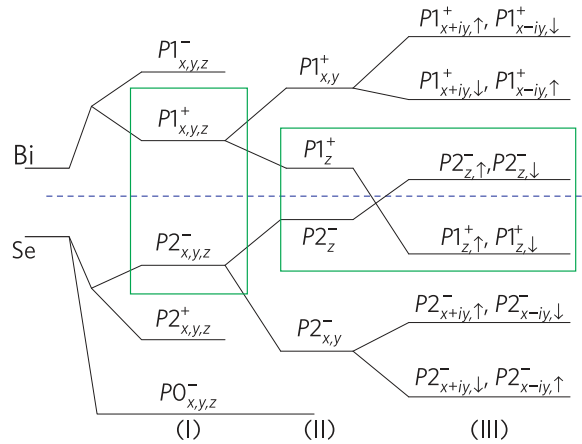 P1⁺ₓ₊ᵢy,↑, P1⁺ₓ₋ᵢy,↓
P1⁻x,y,z
P1⁺x,y
P1⁺x+iy,↓, P1⁺x−iy,↑
P1⁺x,y,z
Bi
P1⁺z
P2⁻z,↑,P2⁻z,↓
Se
P2⁻x,y,z
P2⁻z
P1⁺z,↑, P1⁺z,↓
P2⁺x,y,z
P2⁻x,y
P2⁻x+iy,↑, P2⁻x−iy,↓
P2⁻x+iy,↓, P2⁻x−iy,↑
P0⁻x,y,z
(I) (II) (III)